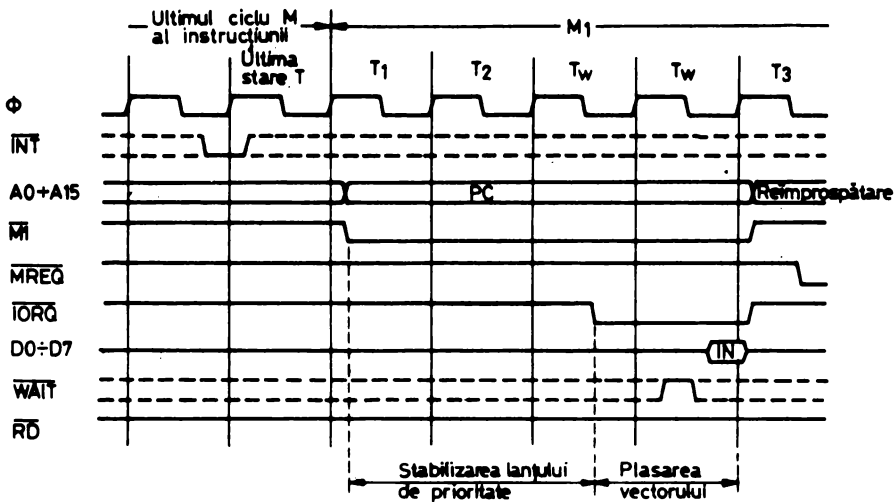 Ultimul ciclu M
al instrucțiunii
M1
Ultima
stare T
T1
T2
Tw
Tw
T3
Φ
INT
A0+A15
PC
Reîmprospătare
M1
MREQ
IORQ
D0÷D7
IN
WAIT
RD
Stabilizarea lanțului
de prioritate
Plasarea
vectorului